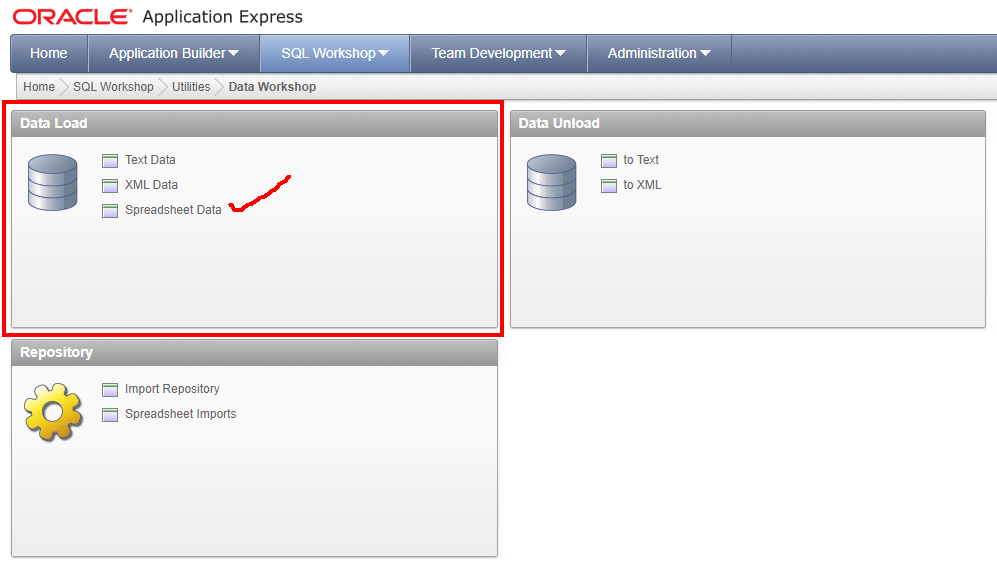 ORACLE® Application Express
Home Application Builder SQL Workshop Team Development Administration
Home SQL Workshop Utilities Data Workshop
Data Load
Text Data
XML Data
Spreadsheet Data
Data Unload
to Text
to XML
Repository
Import Repository
Spreadsheet Imports